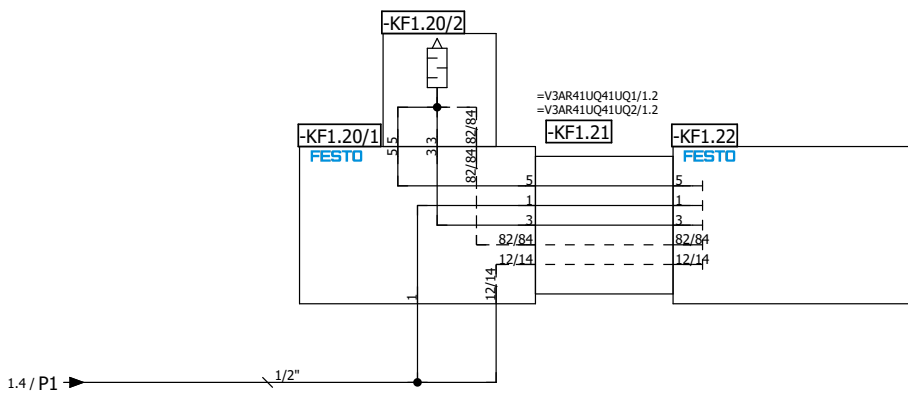 -KF1.20/2
=V3AR41UQ41UQ1/1.2
=V3AR41UQ41UQ2/1.2
-KF1.20/1
5 5
3 3
82/84 82/84
-KF1.21
-KF1.22
FESTO
FESTO
5 5
1 1
3 3
82/84 82/84
12/14 12/14
1
12/14
1.4 / P1
1/2"